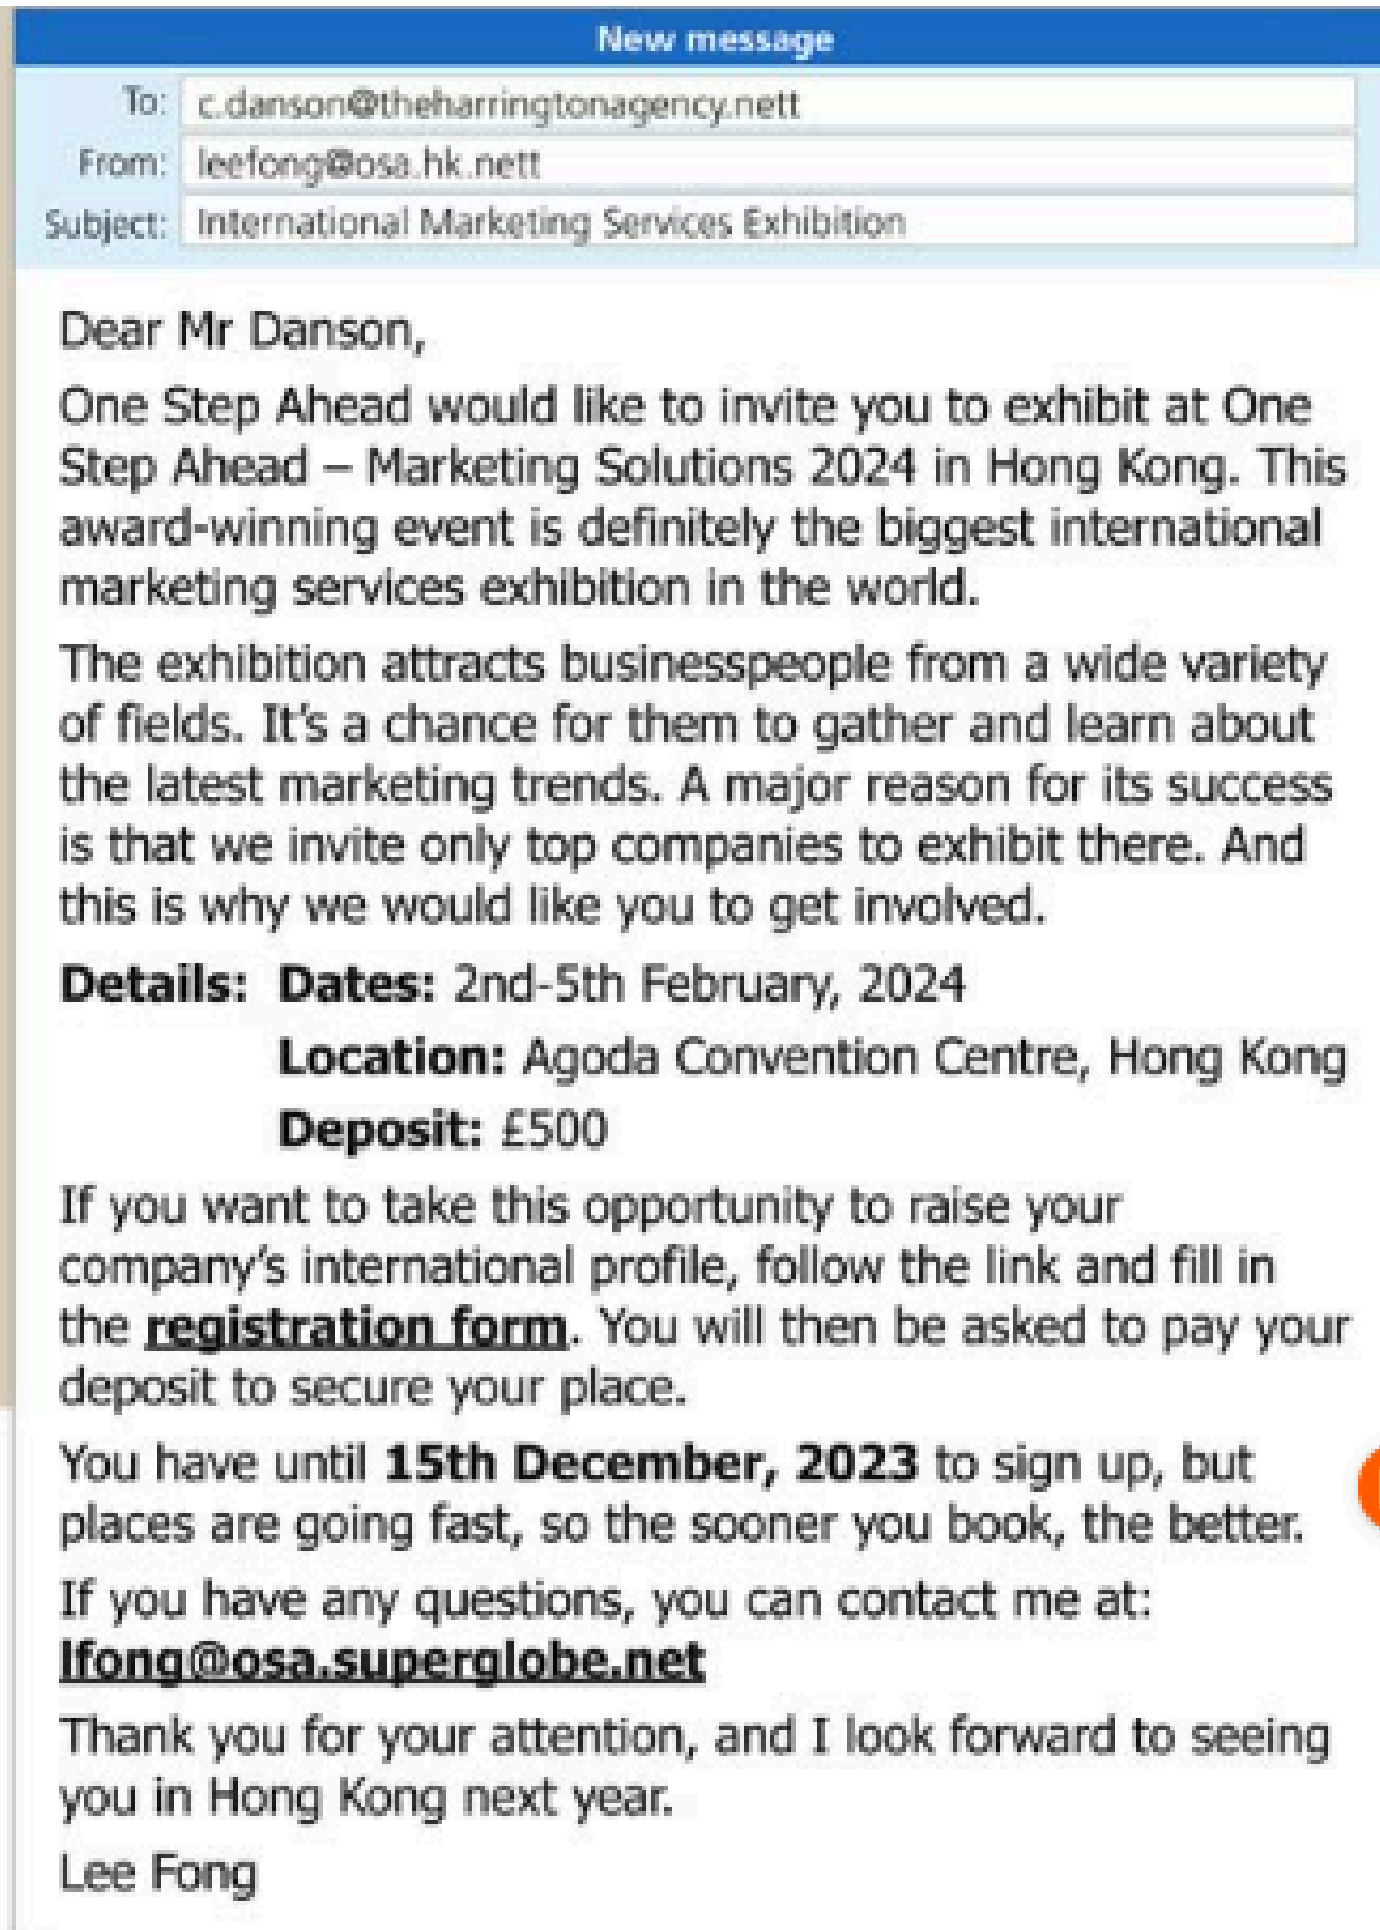 New message
To: c.danson@theharringtonagency.nett
From: leefong@osa.hk.nett
Subject: International Marketing Services Exhibition
Dear Mr Danson,
One Step Ahead would like to invite you to exhibit at One
Step Ahead – Marketing Solutions 2024 in Hong Kong. This
award-winning event is definitely the biggest international
marketing services exhibition in the world.
The exhibition attracts businesspeople from a wide variety
of fields. It's a chance for them to gather and learn about
the latest marketing trends. A major reason for its success
is that we invite only top companies to exhibit there. And
this is why we would like you to get involved.
Details: Dates: 2nd-5th February, 2024
Location: Agoda Convention Centre, Hong Kong
Deposit: £500
If you want to take this opportunity to raise your
company's international profile, follow the link and fill in
the registration form. You will then be asked to pay your
deposit to secure your place.
You have until 15th December, 2023 to sign up, but
places are going fast, so the sooner you book, the better.
If you have any questions, you can contact me at:
lfong@osa.superglobe.net
Thank you for your attention, and I look forward to seeing
you in Hong Kong next year.
Lee Fong